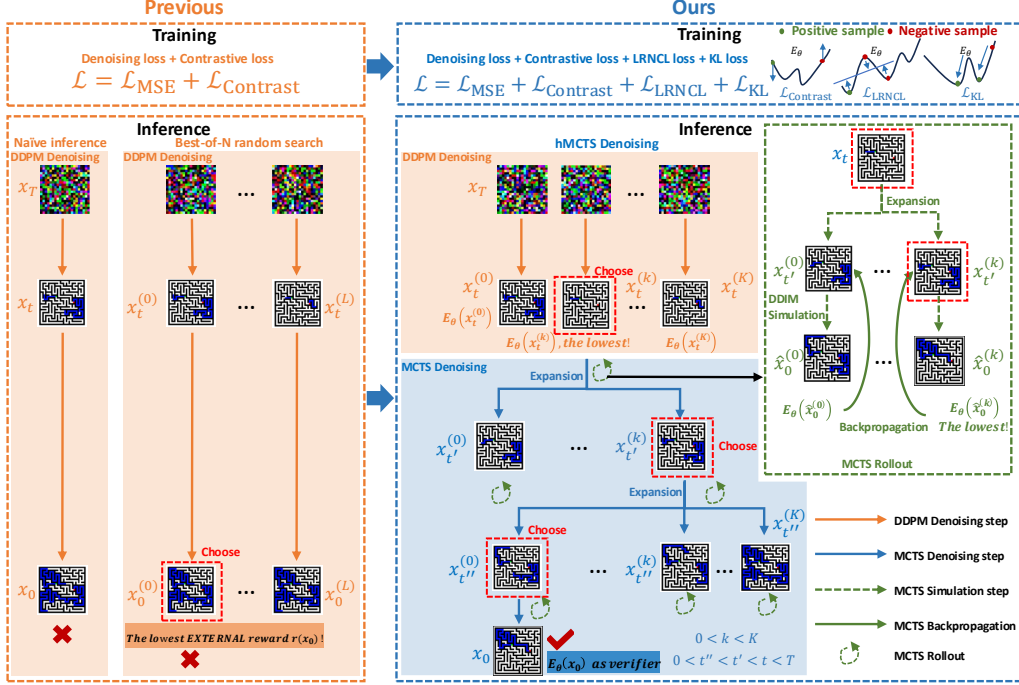 Previous
Training
Denoising loss + Contrastive loss
ℒ = ℒ_MSE + ℒ_Contrast
Inference
Naïve inference
DDPM Denoising
Best-of-N random search
DDPM Denoising
x_T
...
x_t
x_t^(0)
...
x_t^(L)
Choose
x_0
x_0^(0)
...
x_0^(L)
The lowest EXTERNAL reward r(x_0)!
Ours
Training
Denoising loss + Contrastive loss + LRNCL loss + KL loss
ℒ = ℒ_MSE + ℒ_Contrast + ℒ_LRNCL + ℒ_KL
Positive sample
Negative sample
E_θ
E_θ
E_θ
ℒ_Contrast
ℒ_LRNCL
ℒ_KL
Inference
hMCTS Denoising
DDPM Denoising
x_T
...
Choose
x_t^(0)
x_t^(k)
...
x_t^(K)
E_θ(x_t^(0))
E_θ(x_t^(k)), the lowest!
E_θ(x_t^(K))
MCTS Denoising
Expansion
x_t'^(0)
...
x_t'^(k)
Choose
Expansion
Choose
x_t''^(K)
x_t''^(0)
...
x_t''^(k)
...
x_0
E_θ(x_0) as verifier
0 < k < K
0 < t'' < t' < t < T
x_t
Expansion
x_t'^(0)
...
x_t'^(k)
DDIM
Simulation
x̂_0^(0)
...
x̂_0^(k)
E_θ(x̂_0^(0))
E_θ(x̂_0^(k))
Backpropagation
The lowest!
MCTS Rollout
DDPM Denoising step
MCTS Denoising step
MCTS Simulation step
MCTS Backpropagation
MCTS Rollout